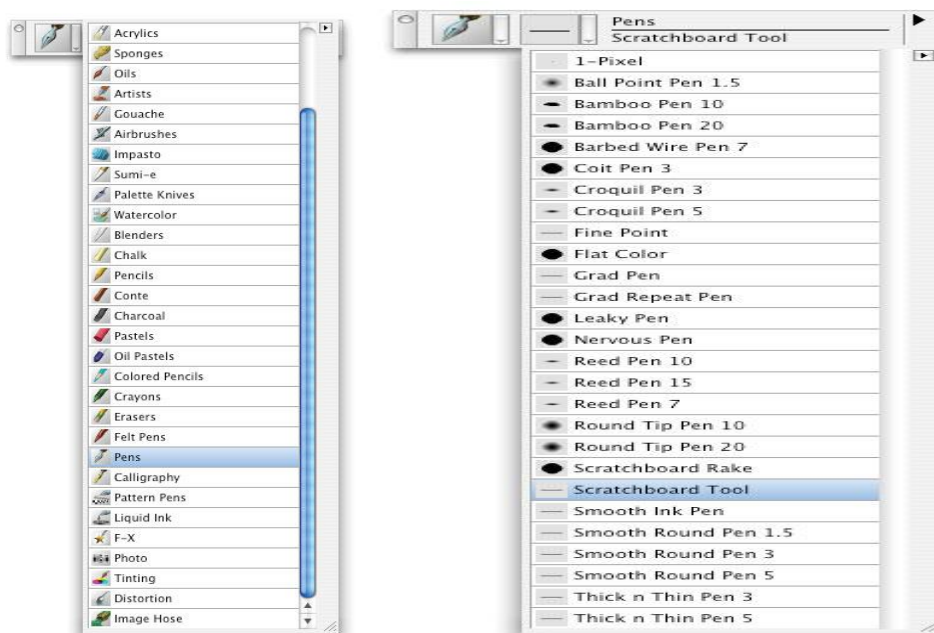 Acrylics
Sponges
Oils
Artists
Gouache
Airbrushes
Impasto
Sumi-e
Palette Knives
Watercolor
Blenders
Chalk
Pencils
Conte
Charcoal
Pastels
Oil Pastels
Colored Pencils
Crayons
Erasers
Felt Pens
Pens
Calligraphy
Pattern Pens
Liquid Ink
F-X
Photo
Tinting
Distortion
Image Hose
Pens
Scratchboard Tool
1-Pixel
Ball Point Pen 1.5
Bamboo Pen 10
Bamboo Pen 20
Barbed Wire Pen 7
Coit Pen 3
Croquil Pen 3
Croquil Pen 5
Fine Point
Flat Color
Grad Pen
Grad Repeat Pen
Leaky Pen
Nervous Pen
Reed Pen 10
Reed Pen 15
Reed Pen 7
Round Tip Pen 10
Round Tip Pen 20
Scratchboard Rake
Scratchboard Tool
Smooth Ink Pen
Smooth Round Pen 1.5
Smooth Round Pen 3
Smooth Round Pen 5
Thick n Thin Pen 3
Thick n Thin Pen 5